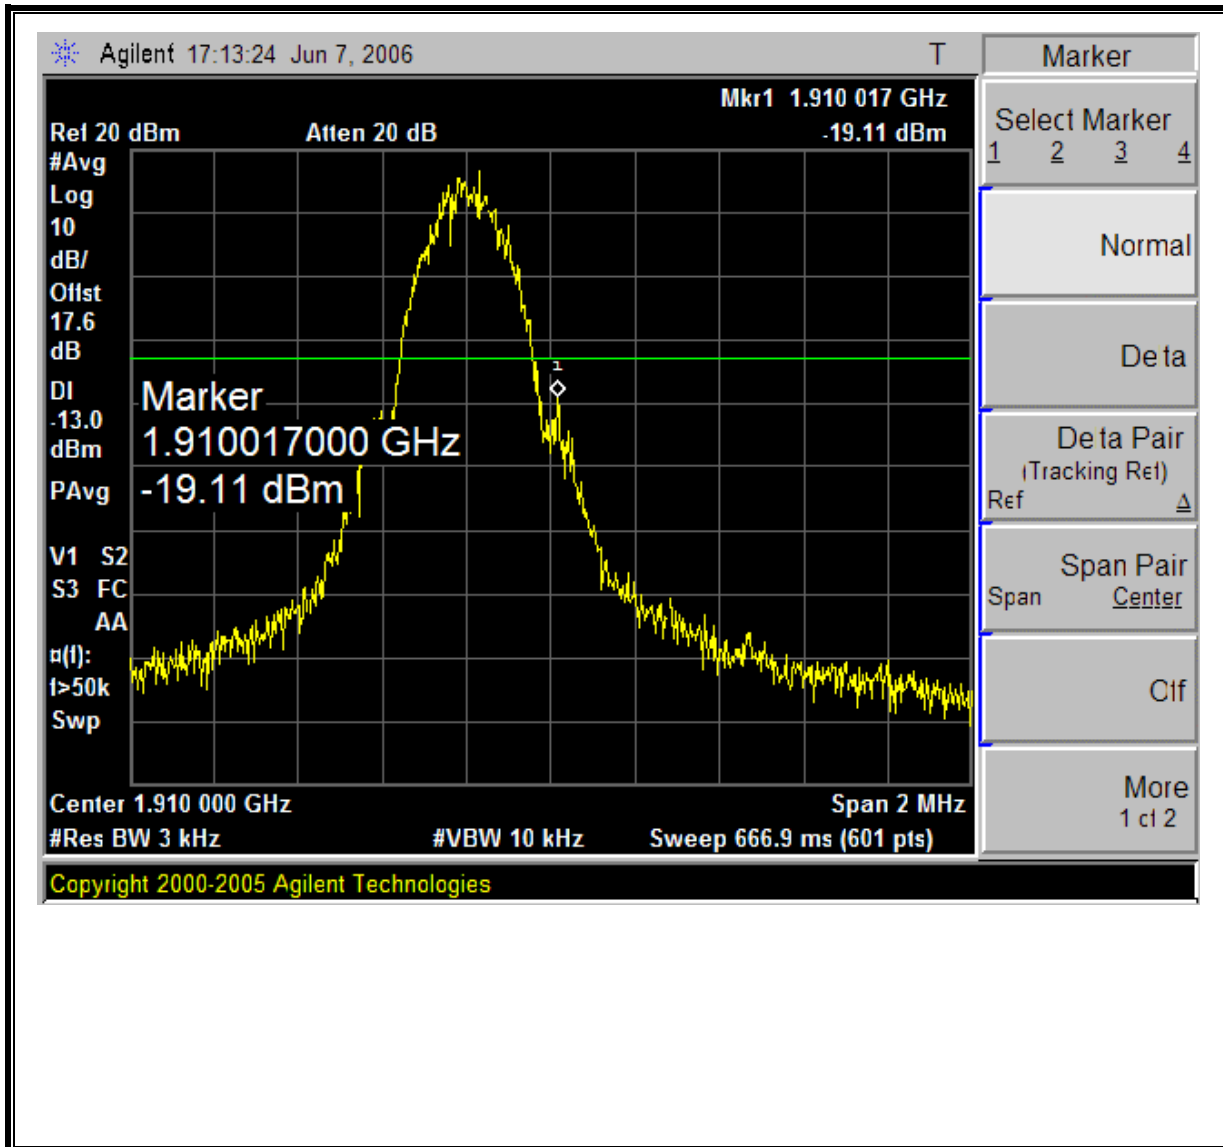 Agilent 17:13:24 Jun 7, 2006 T
Mkr1 1.910 017 GHz
Ref 20 dBm Atten 20 dB -19.11 dBm
#Avg
Log
10
dB/
Offst
17.6
dB
DI
-13.0
dBm
PAvg
V1 S2
S3 FC
AA
¤(f):
f>50k
Swp
1
Marker
1.910017000 GHz
-19.11 dBm
Center 1.910 000 GHz Span 2 MHz
#Res BW 3 kHz #VBW 10 kHz Sweep 666.9 ms (601 pts)
Copyright 2000-2005 Agilent Technologies
Marker
Select Marker
1 2 3 4
Normal
Delta
Delta Pair
(Tracking Ref)
Ref Δ
Span Pair
Span Center
Off
More
1 of 2